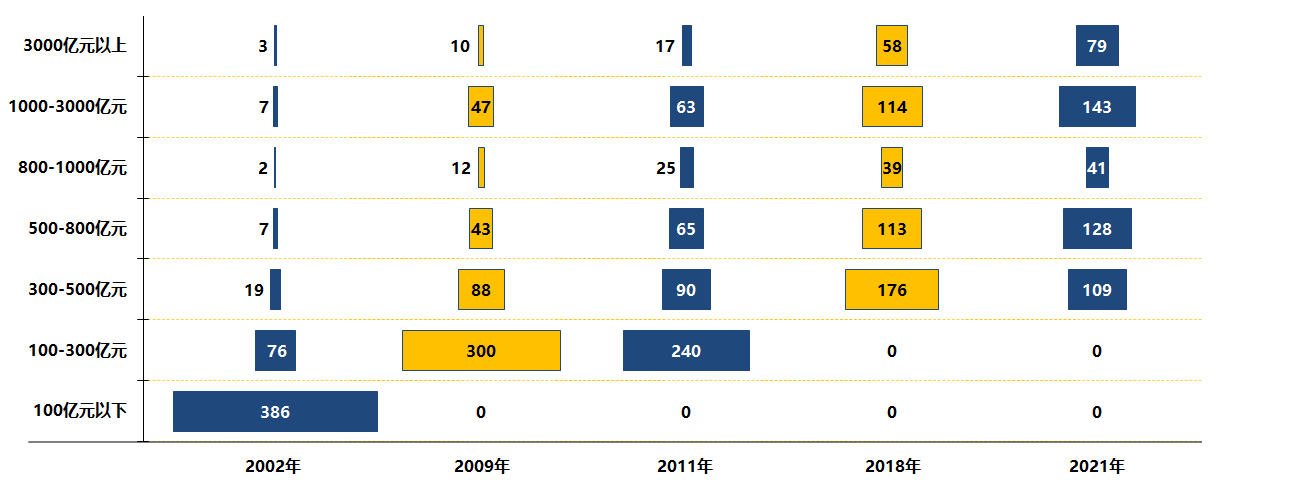 3000亿元以上 3 10 17 58 79
1000-3000亿元 7 47 63 114 143
800-1000亿元 2 12 25 39 41
500-800亿元 7 43 65 113 128
300-500亿元 19 88 90 176 109
100-300亿元 76 300 240 0 0
100亿元以下 386 0 0 0 0
2002年 2009年 2011年 2018年 2021年